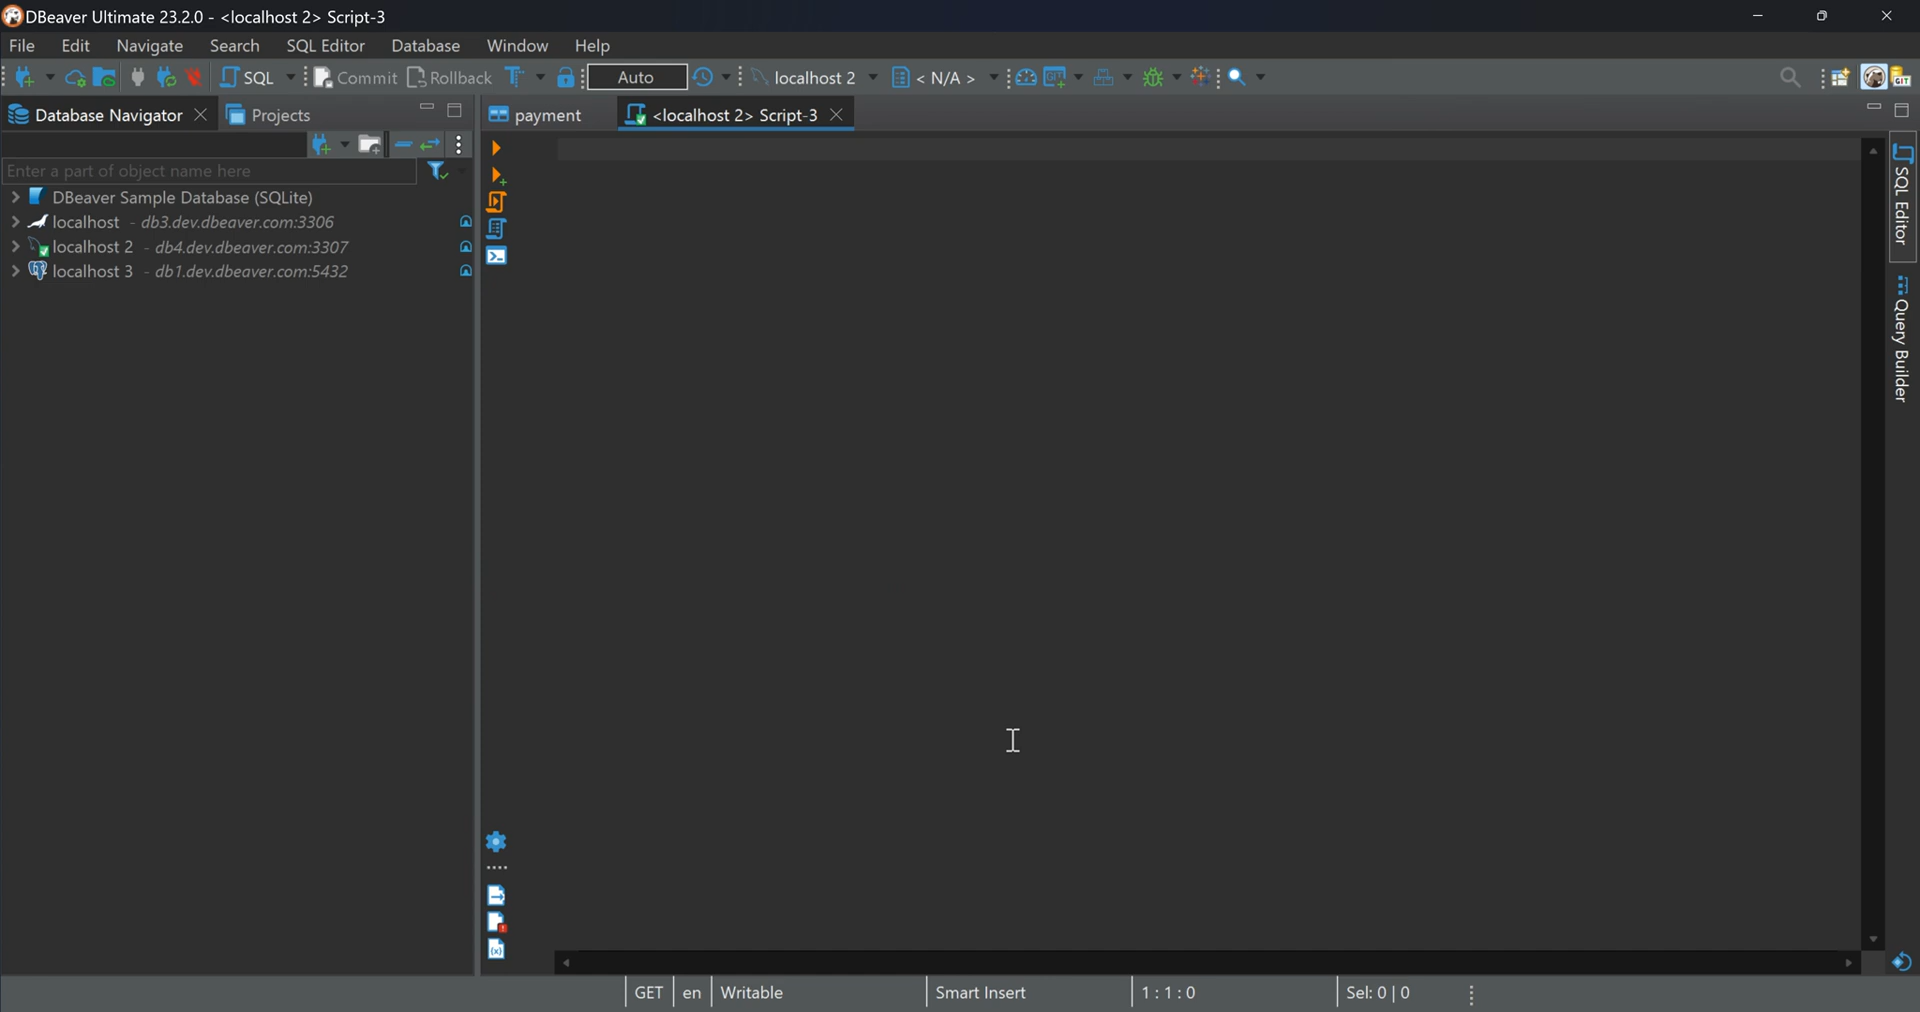 DBeaver Ultimate 23.2.0 - <localhost 2> Script-3
File Edit Navigate Search SQL Editor Database Window Help
SQL Commit Rollback Auto localhost 2 < N/A >
GIT
Database Navigator Projects
payment <localhost 2> Script-3
Enter a part of object name here
DBeaver Sample Database (SQLite)
localhost - db3.dev.dbeaver.com:3306
localhost 2 - db4.dev.dbeaver.com:3307
localhost 3 - db1.dev.dbeaver.com:5432
SQL Editor
Query Builder
GET en Writable Smart Insert 1 : 1 : 0 Sel: 0 | 0